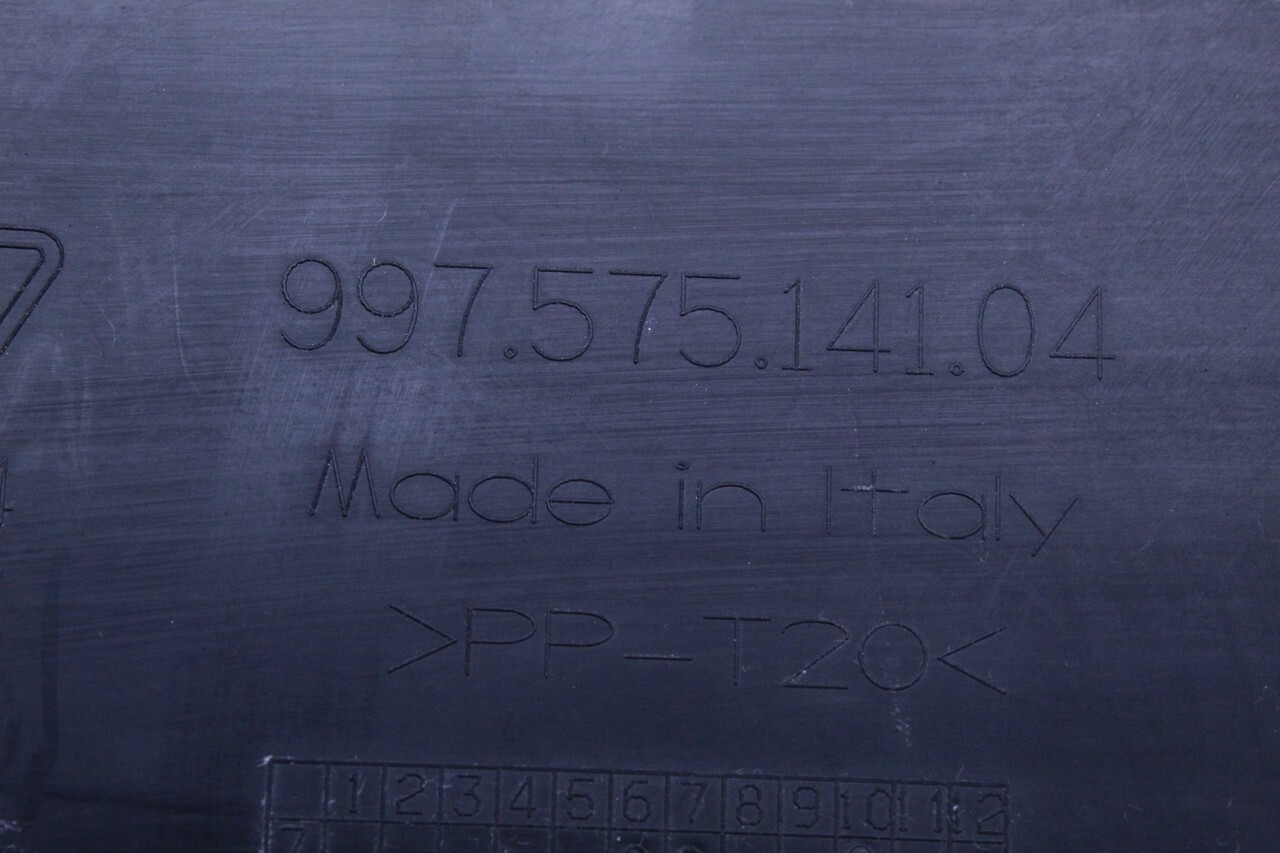 997.575.141.04
Made in Italy
>PP-T20<
1 2 3 4 5 6 7 8 9 10 11 12